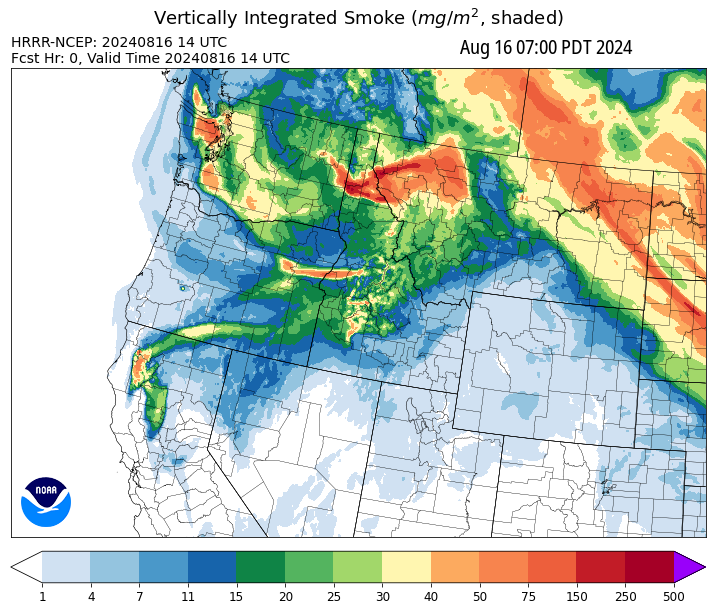 Vertically Integrated Smoke (mg/m², shaded)
HRRR-NCEP: 20240816 14 UTC
Aug 16 07:00 PDT 2024
Fcst Hr: 0, Valid Time 20240816 14 UTC
NOAA
1 4 7 11 15 20 25 30 40 50 75 150 250 500